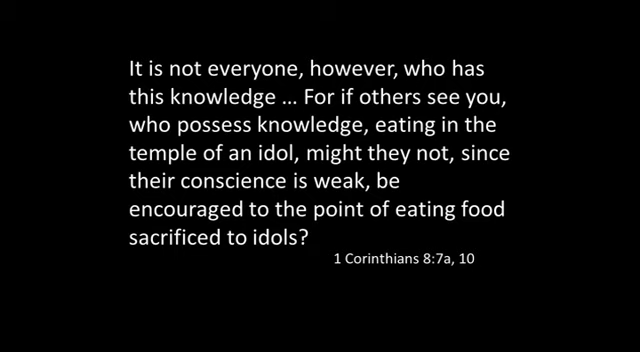 It is not everyone, however, who has
this knowledge … For if others see you,
who possess knowledge, eating in the
temple of an idol, might they not, since
their conscience is weak, be
encouraged to the point of eating food
sacrificed to idols?
1 Corinthians 8:7a, 10